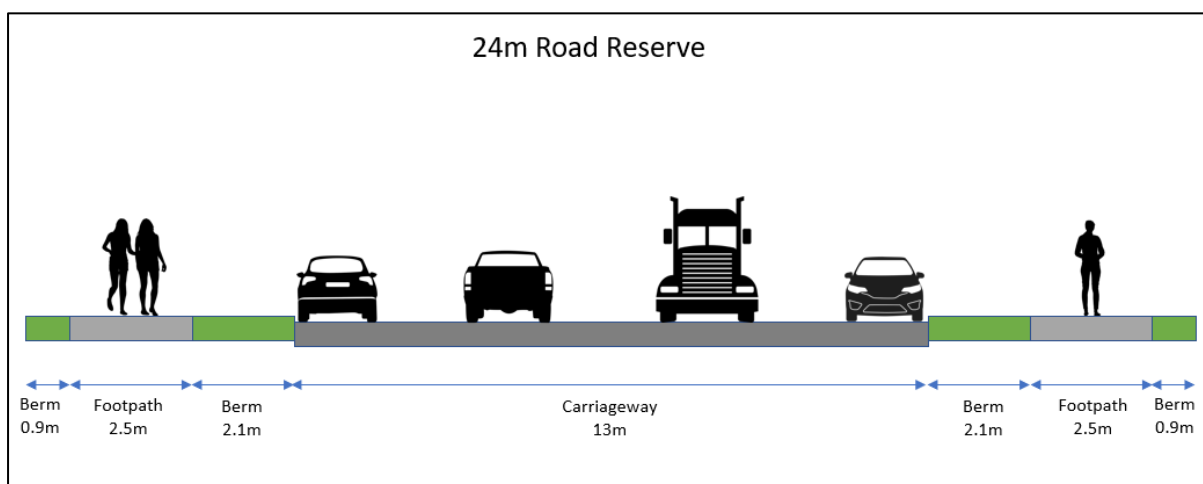 24m Road Reserve
Berm
0.9m
Footpath
2.5m
Berm
2.1m
Carriageway
13m
Berm
2.1m
Footpath
2.5m
Berm
0.9m